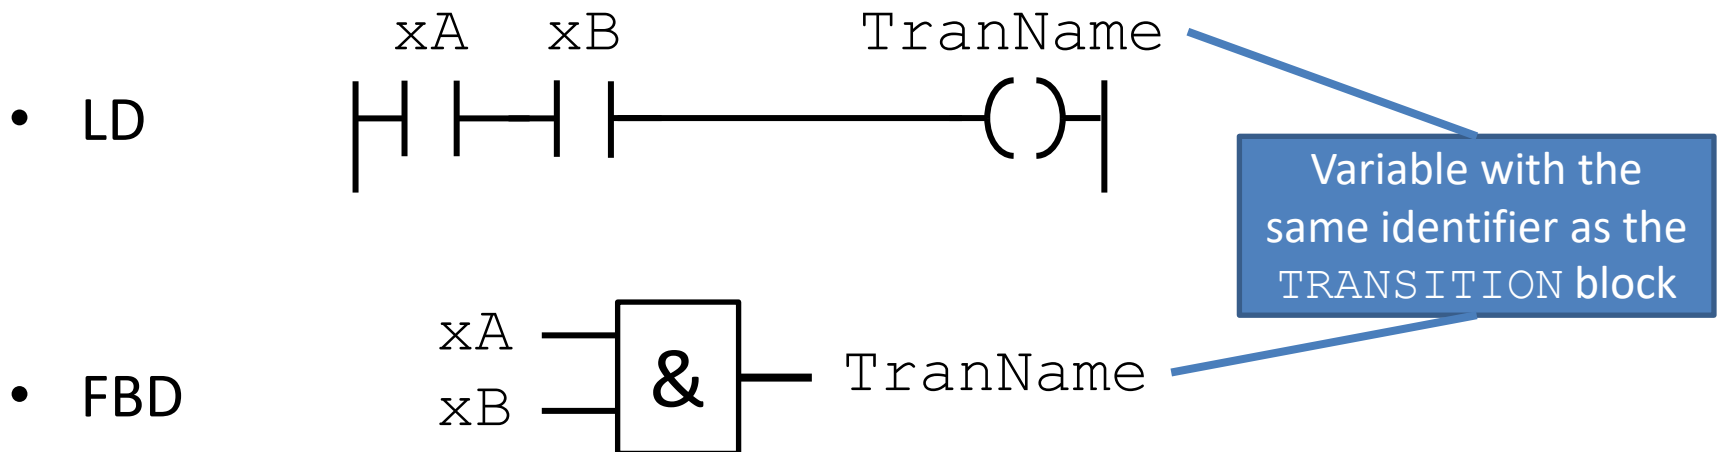 xA xB TranName
• LD
Variable with the
same identifier as the
TRANSITION block
xA
& TranName
• FBD
xB